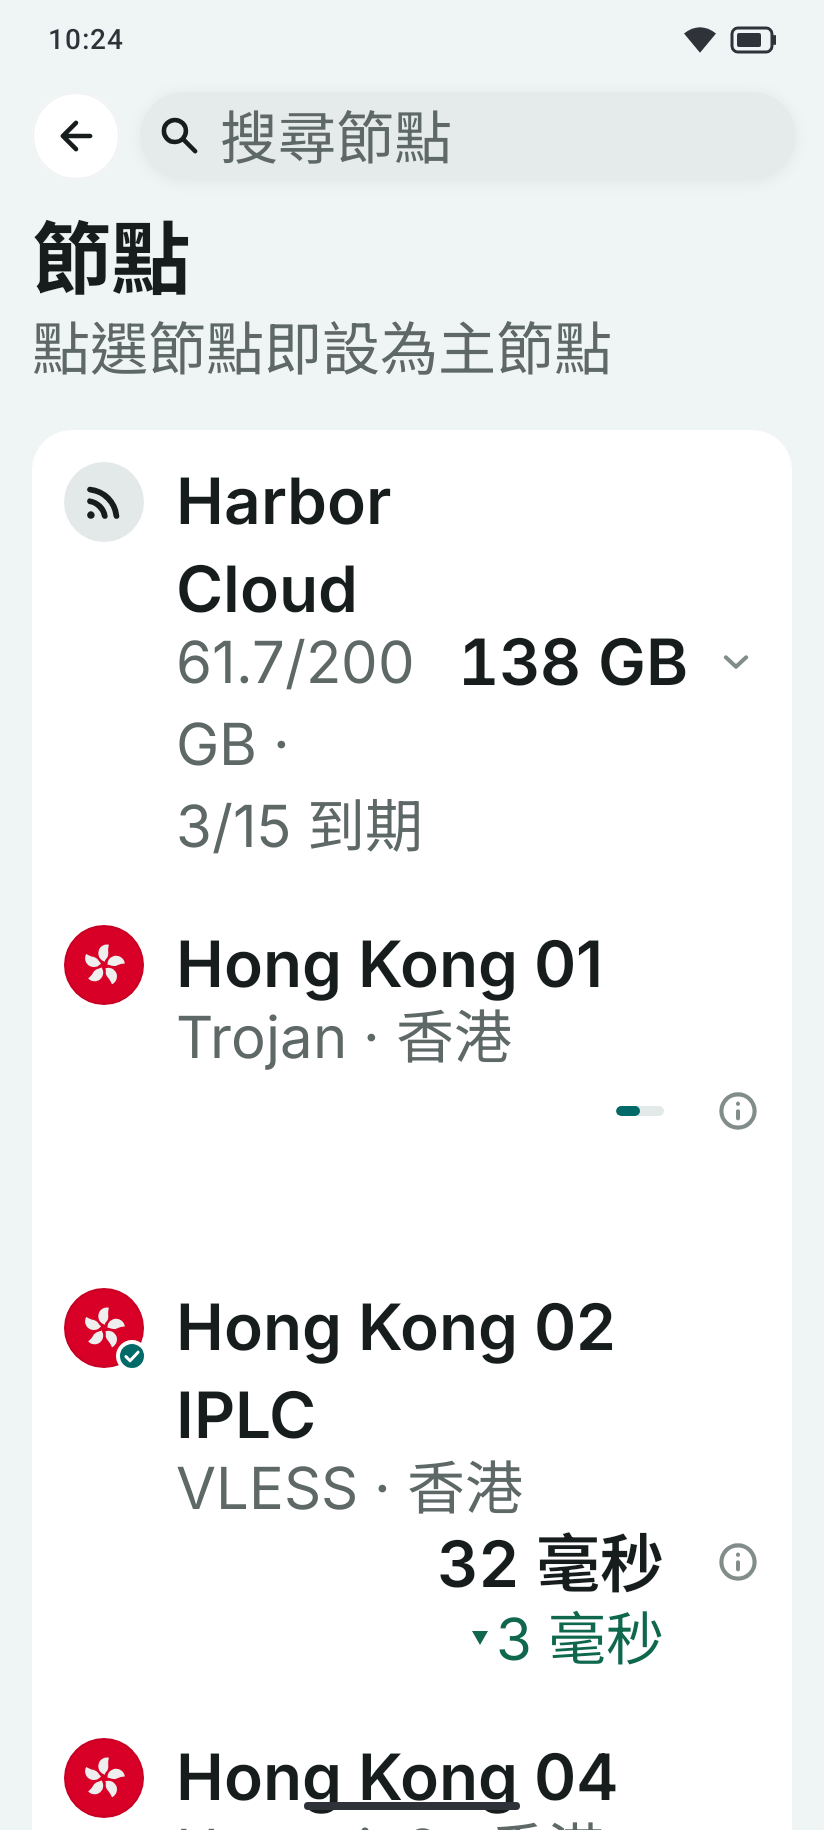 10:24
搜尋節點
節點
點選節點即設為主節點
Harbor
Cloud
61.7/200
GB ·
3/15 到期
138 GB
Hong Kong 01
Trojan · 香港
Hong Kong 02
IPLC
VLESS · 香港
32 毫秒
▼3 毫秒
Hong Kong 04